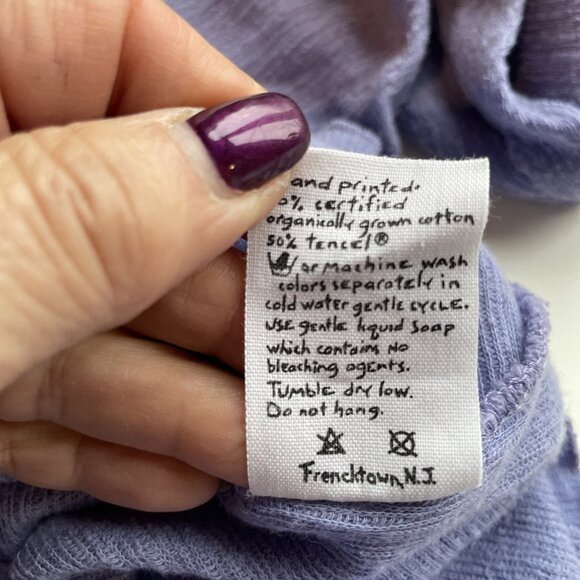 and printed.
% certified
organically grown cotton
50% tencel®
or machine wash
colors separately in
cold water gentle cycle.
Use gentle liquid soap
which contains no
bleaching agents.
Tumble dry low.
Do not hang.
Frenchtown, N.J.